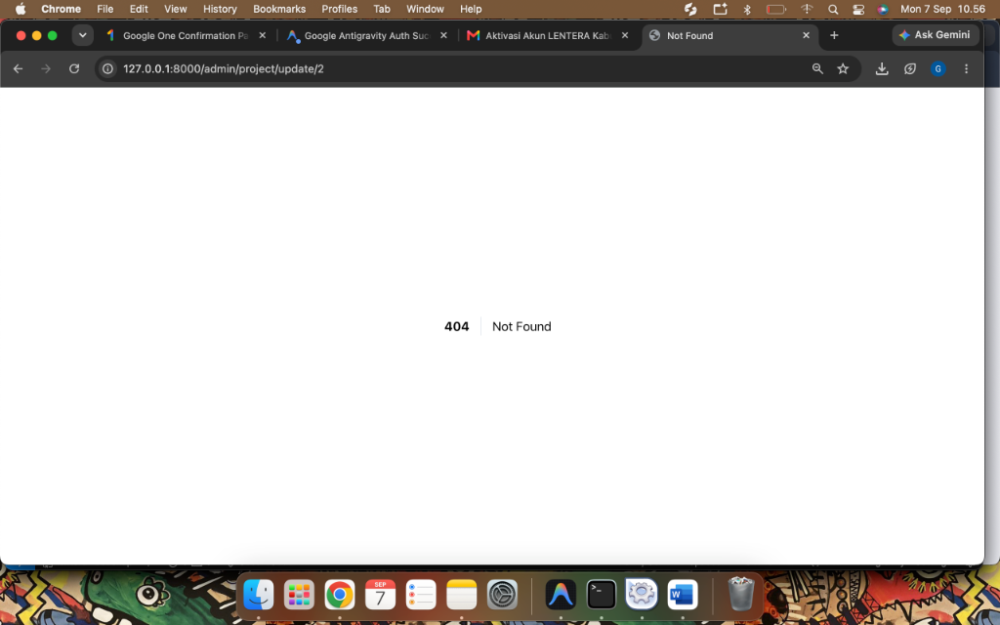 Chrome File Edit View History Bookmarks Profiles Tab Window Help Mon 7 Sep 10.56
Google One Confirmation Pa Google Antigravity Auth Suc Aktivasi Akun LENTERA Kab Not Found Ask Gemini
127.0.0.1:8000/admin/project/update/2 G
404 Not Found
SEP
7
W